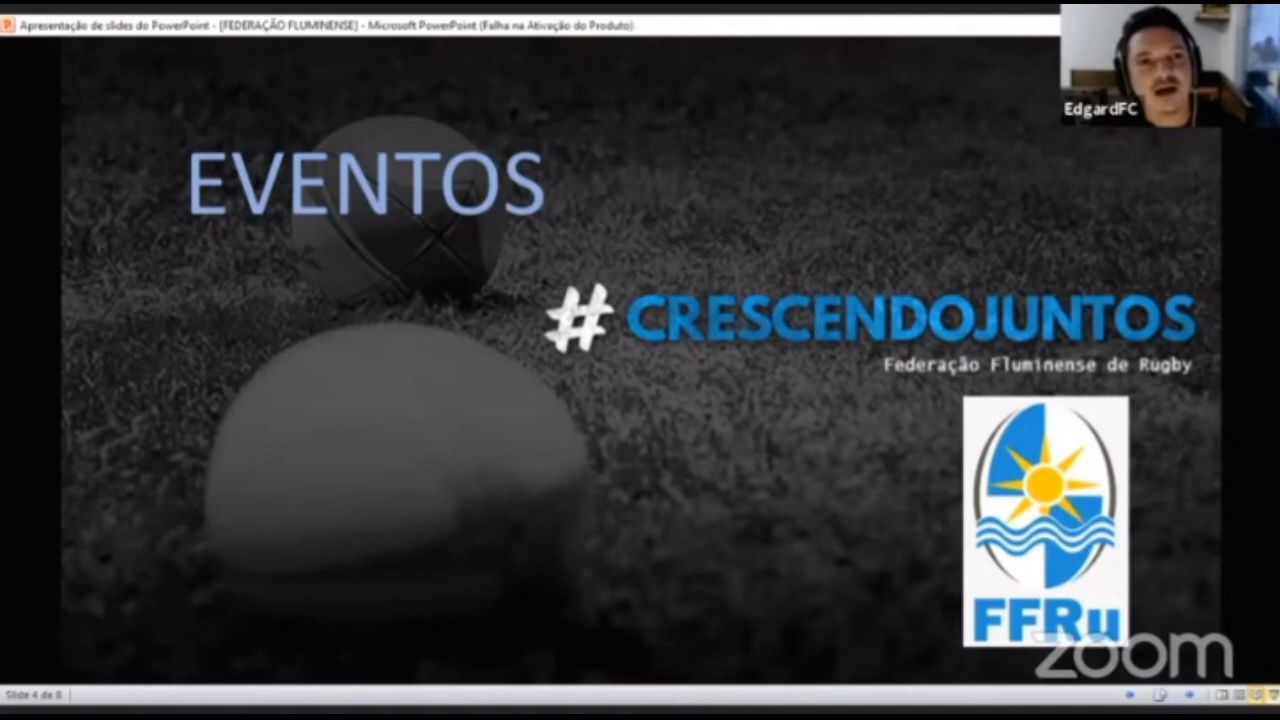 Apresentação de slides do PowerPoint - [FEDERAÇÃO FLUMINENSE] - Microsoft PowerPoint (Falha na Ativação do Produto)
EdgardFC
EVENTOS
#CRESCENDOJUNTOS
Federação Fluminense de Rugby
FFRu
zoom
Slide 4 de 8